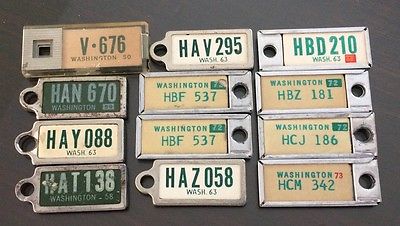 V·676
WASHINGTON 50
HAV295
WASH. 63
HBD210
WASH. 63
HAN 670
WASHINGTON
WASHINGTON 72
HBF 537
WASHINGTON
HBZ 181
HAY088
WASH. 63
WASHINGTON 72
HBF 537
WASHINGTON 72
HCJ 186
HAT138
WASHINGTON - 58
HAZ058
WASH. 63
WASHINGTON 73
HCM 342